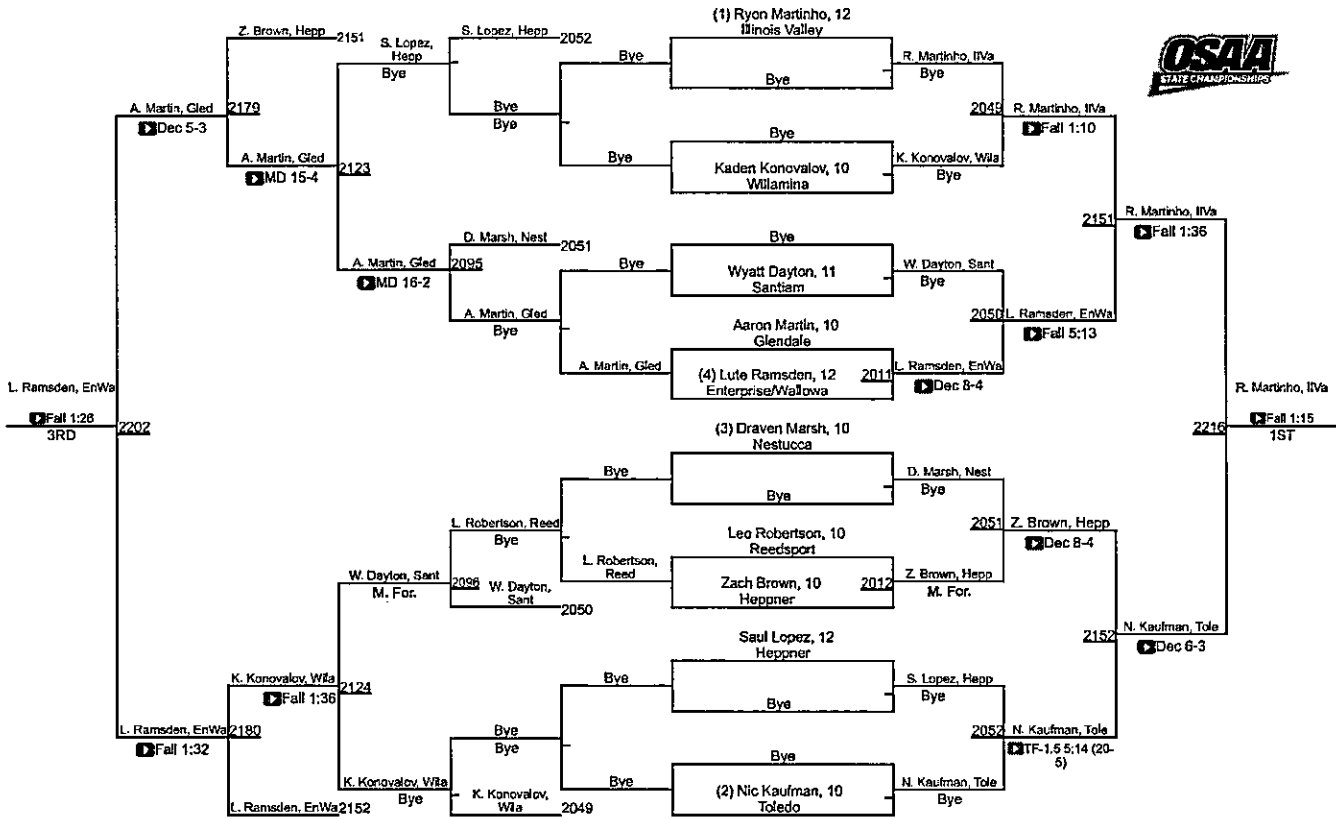 OSAA
STATE CHAMPIONSHIPS
Z. Brown, Hepp
2151
A. Martin, Gled
2179
Dec 5-3
A. Martin, Gled
2123
MD 15-4
S. Lopez,
Hepp
Bye
S. Lopez, Hepp
2052
Bye
Bye
Bye
Bye
(1) Ryon Martinho, 12
Illinois Valley
Bye
Bye
Kaden Konovalov, 10
Willamina
R. Martinho, IlVa
Bye
K. Konovalov, Wila
Bye
2049
R. Martinho, IlVa
Fall 1:10
A. Martin, Gled
2095
MD 16-2
D. Marsh, Nest
2051
A. Martin, Gled
Bye
Bye
A. Martin, Gled
Bye
Wyatt Dayton, 11
Santiam
Aaron Martin, 10
Glendale
(4) Lute Ramsden, 12
Enterprise/Wallowa
2011
W. Dayton, Sant
Bye
L. Ramsden, EnWa
Dec 8-4
2050
L. Ramsden, EnWa
Fall 5:13
2151
R. Martinho, IlVa
Fall 1:36
L. Ramsden, EnWa
Fall 1:26
3RD
2202
2216
R. Martinho, IlVa
Fall 1:15
1ST
(3) Draven Marsh, 10
Nestucca
Bye
Bye
D. Marsh, Nest
Bye
L. Robertson, Reed
Bye
L. Robertson,
Reed
Leo Robertson, 10
Reedsport
Zach Brown, 10
Heppner
2012
Z. Brown, Hepp
M. For.
2051
Z. Brown, Hepp
Dec 8-4
W. Dayton, Sant
M. For.
2096
W. Dayton,
Sant
2050
2152
N. Kaufman, Tole
Dec 6-3
K. Konovalov, Wila
Fall 1:36
2124
Saul Lopez, 12
Heppner
Bye
S. Lopez, Hepp
Bye
L. Ramsden, EnWa
2180
Fall 1:32
Bye
Bye
2052
N. Kaufman, Tole
TF-1.5 5:14 (20-
5)
K. Konovalov, Wila
Bye
K. Konovalov,
Wila
2049
Bye
Bye
(2) Nic Kaufman, 10
Toledo
N. Kaufman, Tole
Bye
L. Ramsden, EnWa
2152